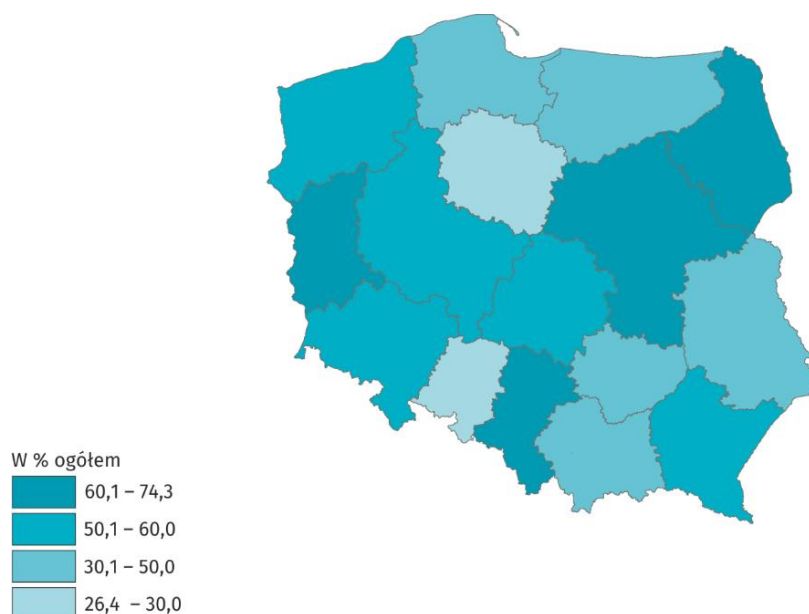 W % ogółem
60,1 – 74,3
50,1 – 60,0
30,1 – 50,0
26,4 – 30,0